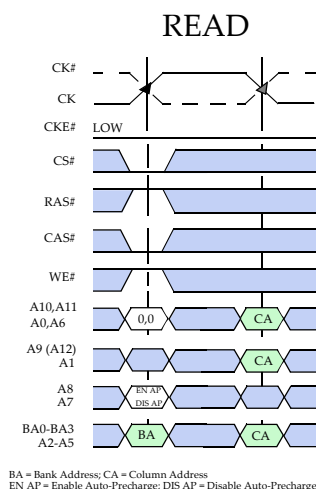 READ
CK#
CK
CKE# LOW
CS#
RAS#
CAS#
WE#
A10,A11
A0,A6
0,0 CA
A9 (A12)
A1
CA
A8
A7
EN AP
DIS AP
BA0-BA3
A2-A5
BA CA
BA = Bank Address; CA = Column Address
EN AP = Enable Auto-Precharge; DIS AP = Disable Auto-Precharge